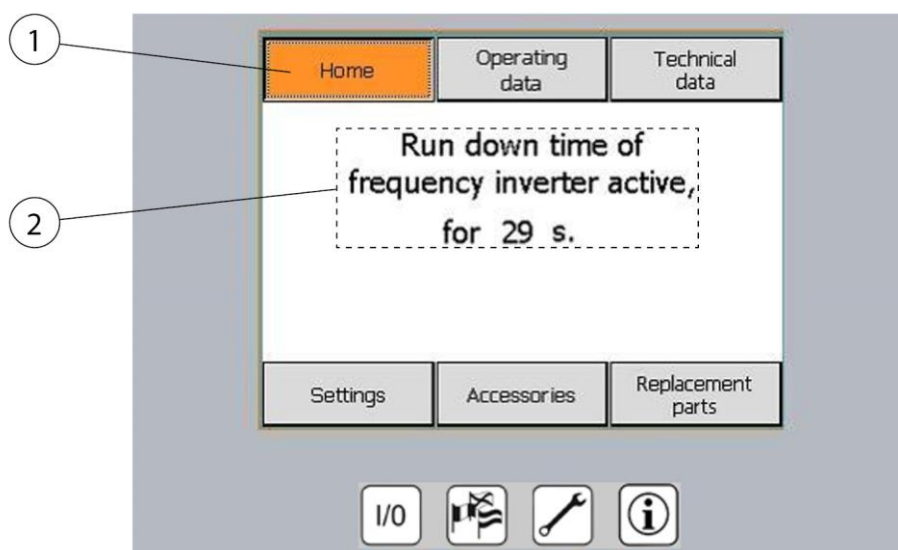 1
Home
Operating
data
Technical
data
Run down time of
frequency inverter active,
2
for 29 s.
Settings
Accessories
Replacement
parts
I/0
i